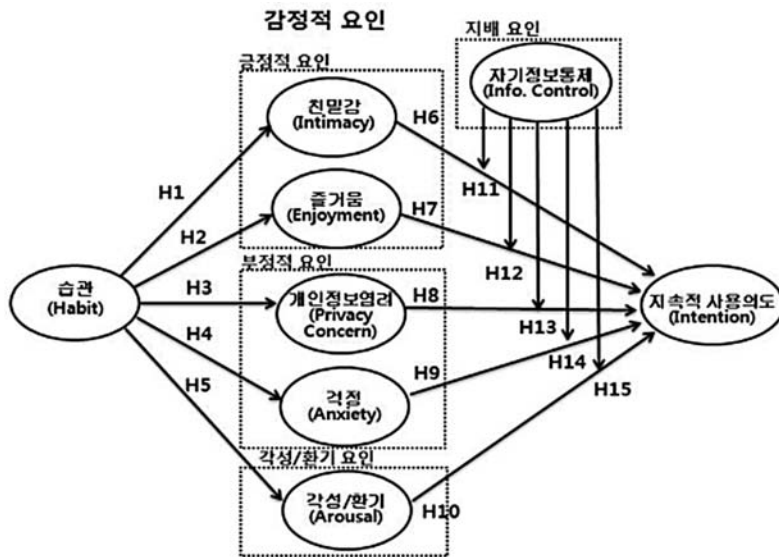 감정적 요인
지배 요인
긍정적 요인
자기정보통제
(Info. Control)
친밀감
(Intimacy)
H6
H11
H1
즐거움
(Enjoyment)
H7
H2
H12
부정적 요인
습관
(Habit)
H3
개인정보염려
(Privacy
Concern)
H8
H13
지속적 사용의도
(Intention)
H4
H14
H9
H15
걱정
(Anxiety)
H5
각성/환기 요인
각성/환기
(Arousal)
H10